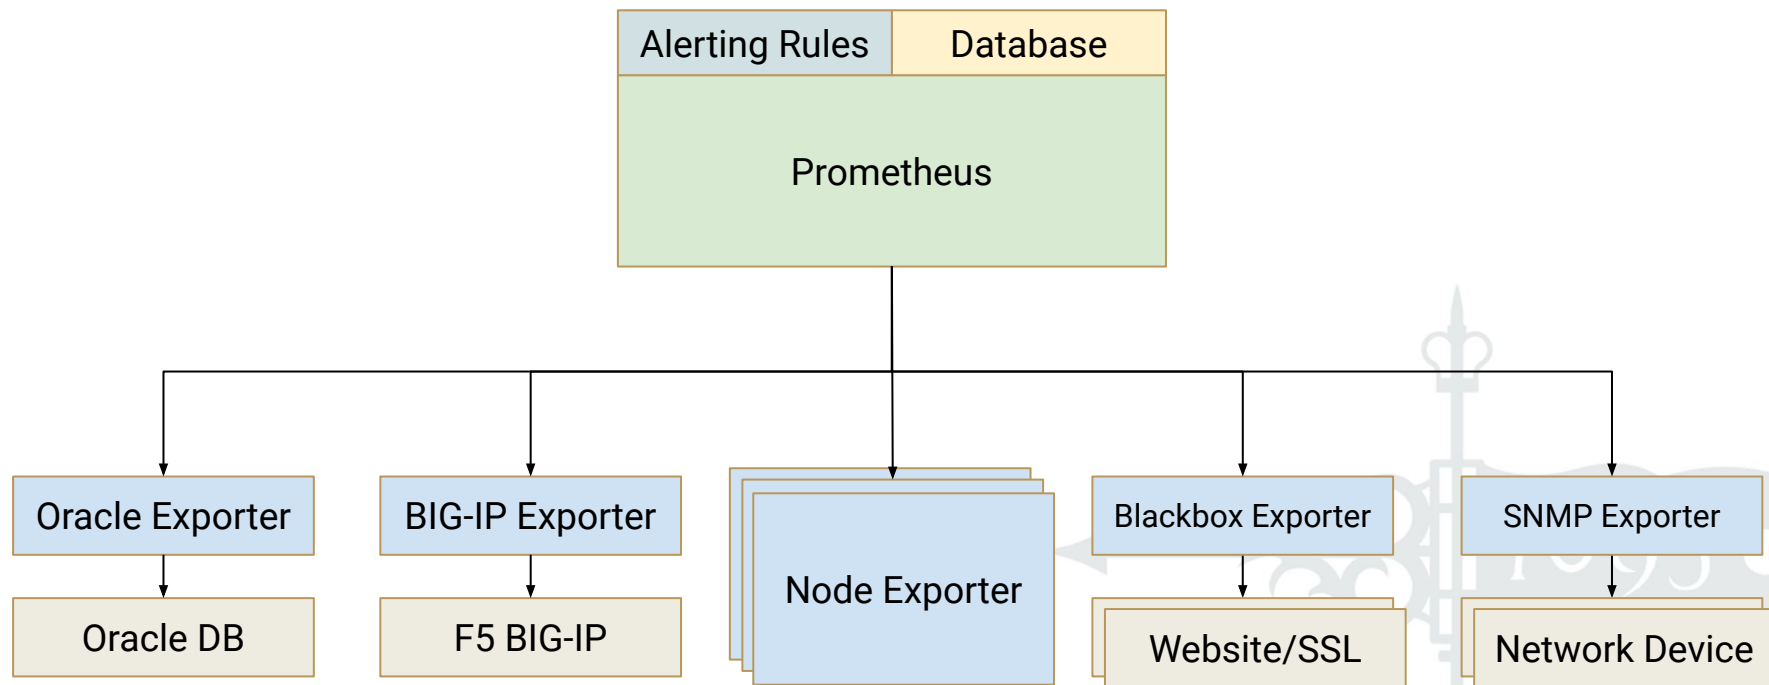 Alerting Rules
Database
Prometheus
Oracle Exporter
BIG-IP Exporter
Node Exporter
Blackbox Exporter
SNMP Exporter
Oracle DB
F5 BIG-IP
Website/SSL
Network Device